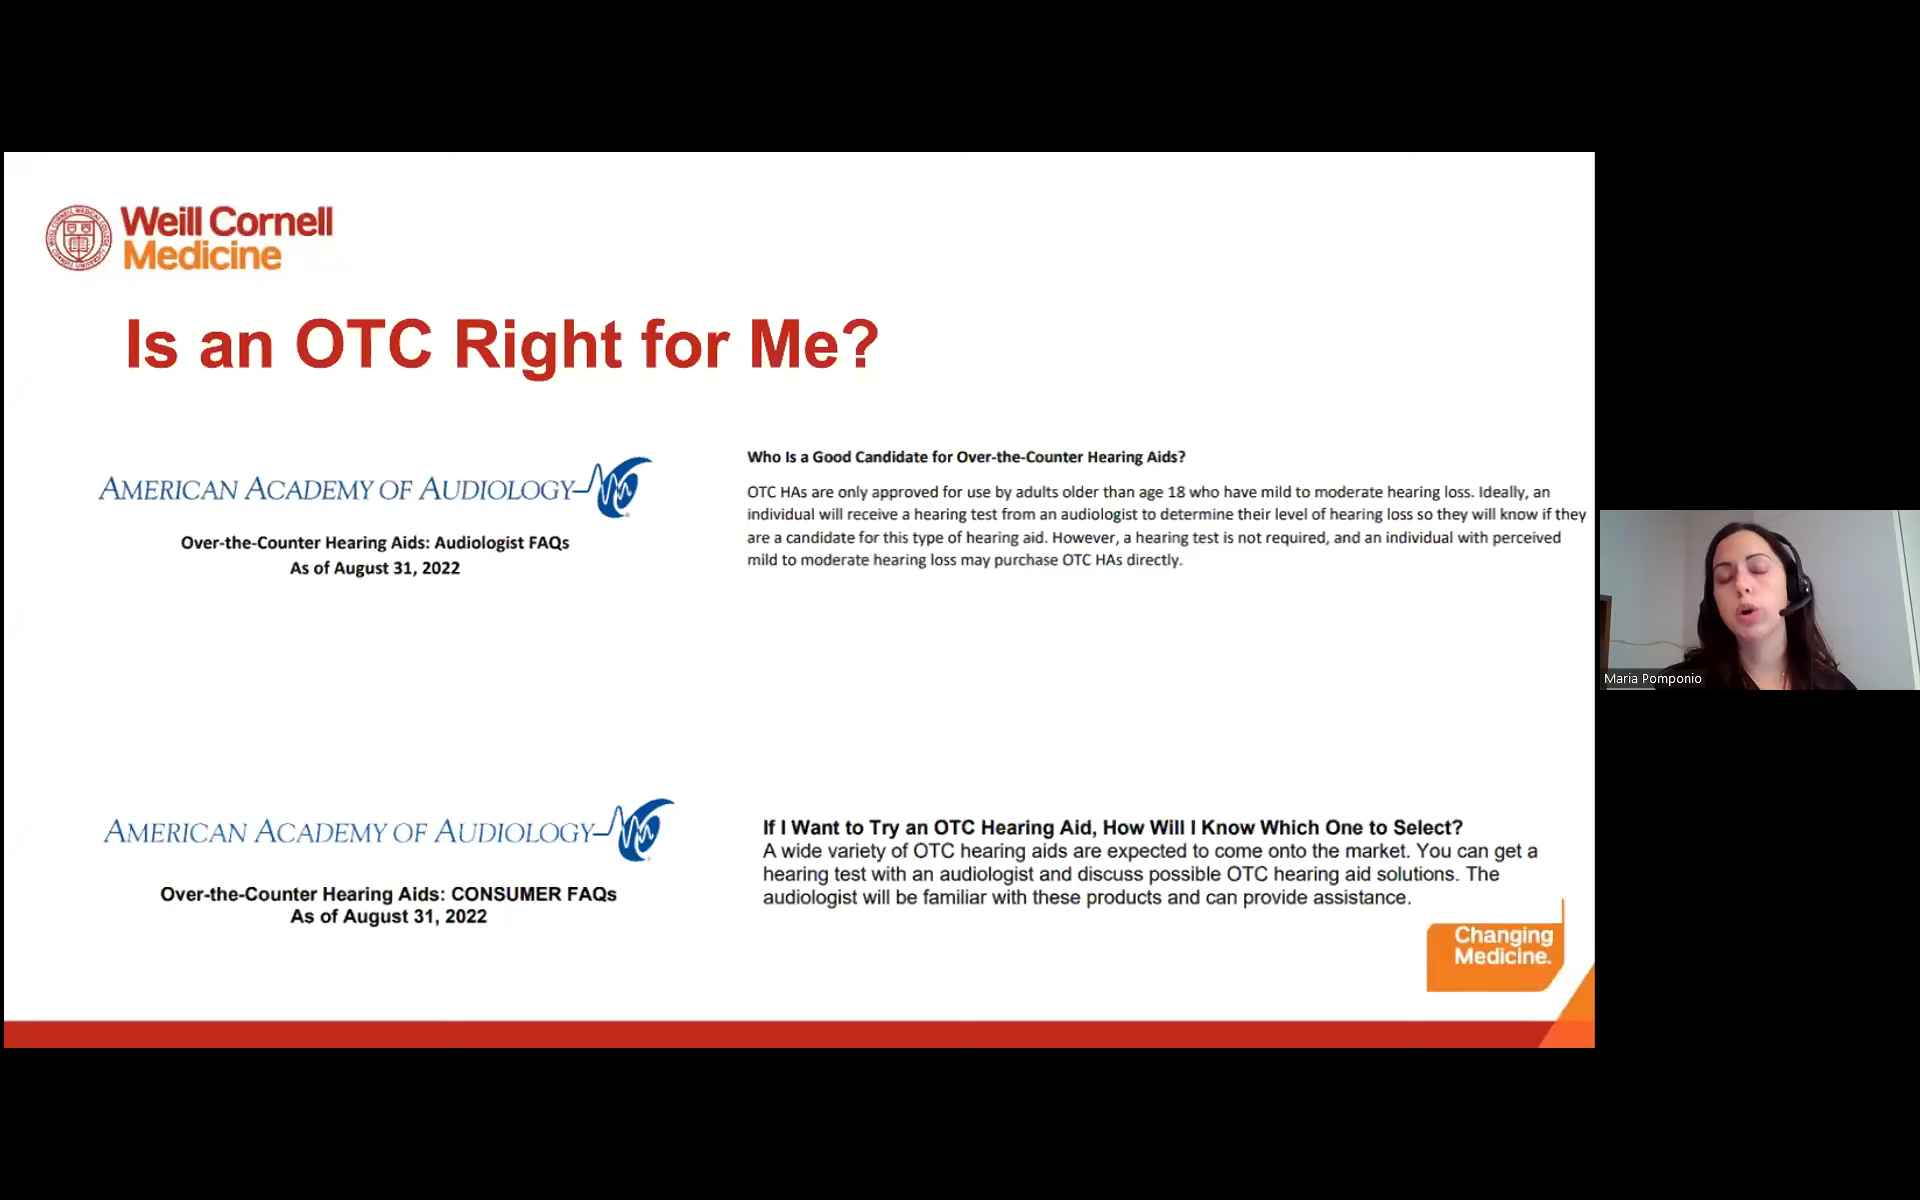 Weill Cornell
Medicine
Is an OTC Right for Me?
AMERICAN ACADEMY OF AUDIOLOGY
Over-the-Counter Hearing Aids: Audiologist FAQs
As of August 31, 2022
Who Is a Good Candidate for Over-the-Counter Hearing Aids?
OTC HAs are only approved for use by adults older than age 18 who have mild to moderate hearing loss. Ideally, an
individual will receive a hearing test from an audiologist to determine their level of hearing loss so they will know if they
are a candidate for this type of hearing aid. However, a hearing test is not required, and an individual with perceived
mild to moderate hearing loss may purchase OTC HAs directly.
Maria Pomponio
AMERICAN ACADEMY OF AUDIOLOGY
Over-the-Counter Hearing Aids: CONSUMER FAQs
As of August 31, 2022
If I Want to Try an OTC Hearing Aid, How Will I Know Which One to Select?
A wide variety of OTC hearing aids are expected to come onto the market. You can get a
hearing test with an audiologist and discuss possible OTC hearing aid solutions. The
audiologist will be familiar with these products and can provide assistance.
Changing
Medicine.